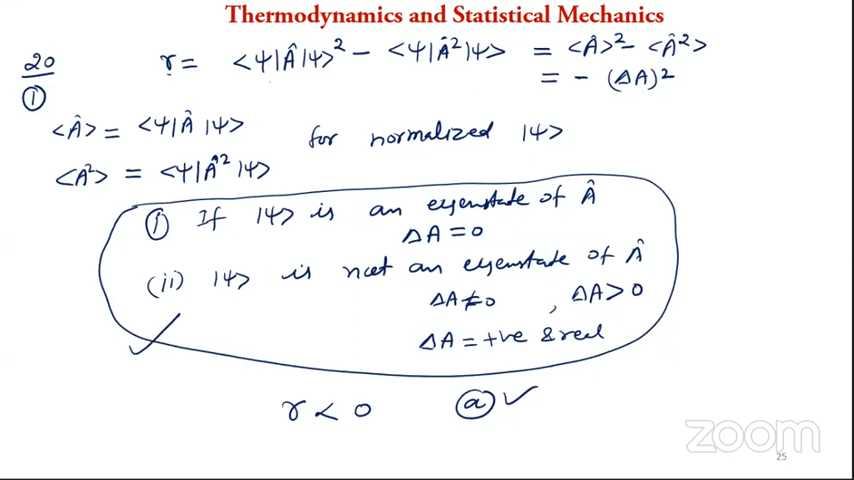 Thermodynamics and Statistical Mechanics
20 r = <ψ|Â|ψ>² - <ψ|Â²|ψ> = <Â>² - <Â²>
① = - (ΔA)²
<Â> = <ψ|Â|ψ> for normalized |ψ>
<Â²> = <ψ|Â²|ψ>
① If |ψ> is an eigenstate of Â
ΔA = 0
(ii) |ψ> is not an eigenstate of Â
ΔA ≠ 0 , ΔA > 0
ΔA = +ve & real
r < 0 ⓐ ✓
zoom
25